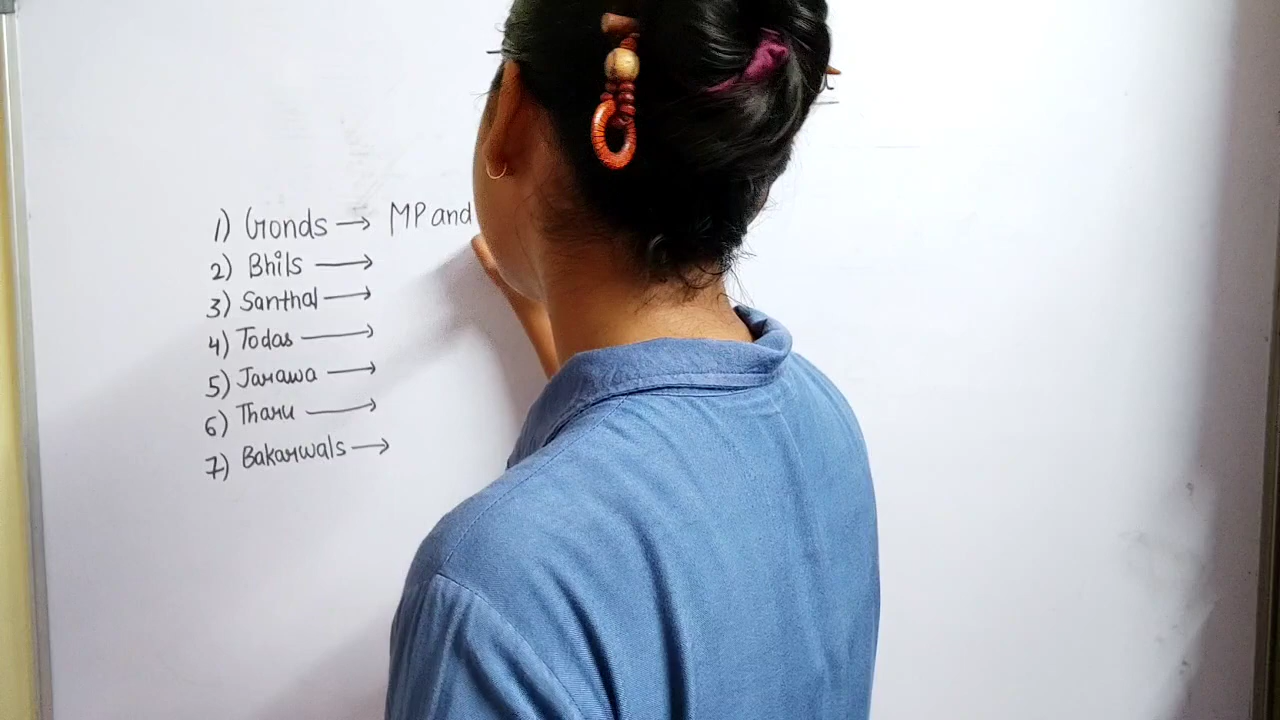 1) Gonds → MP and
2) Bhils →
3) Santhal →
4) Todas →
5) Jarawa →
6) Tharu →
7) Bakarwals →